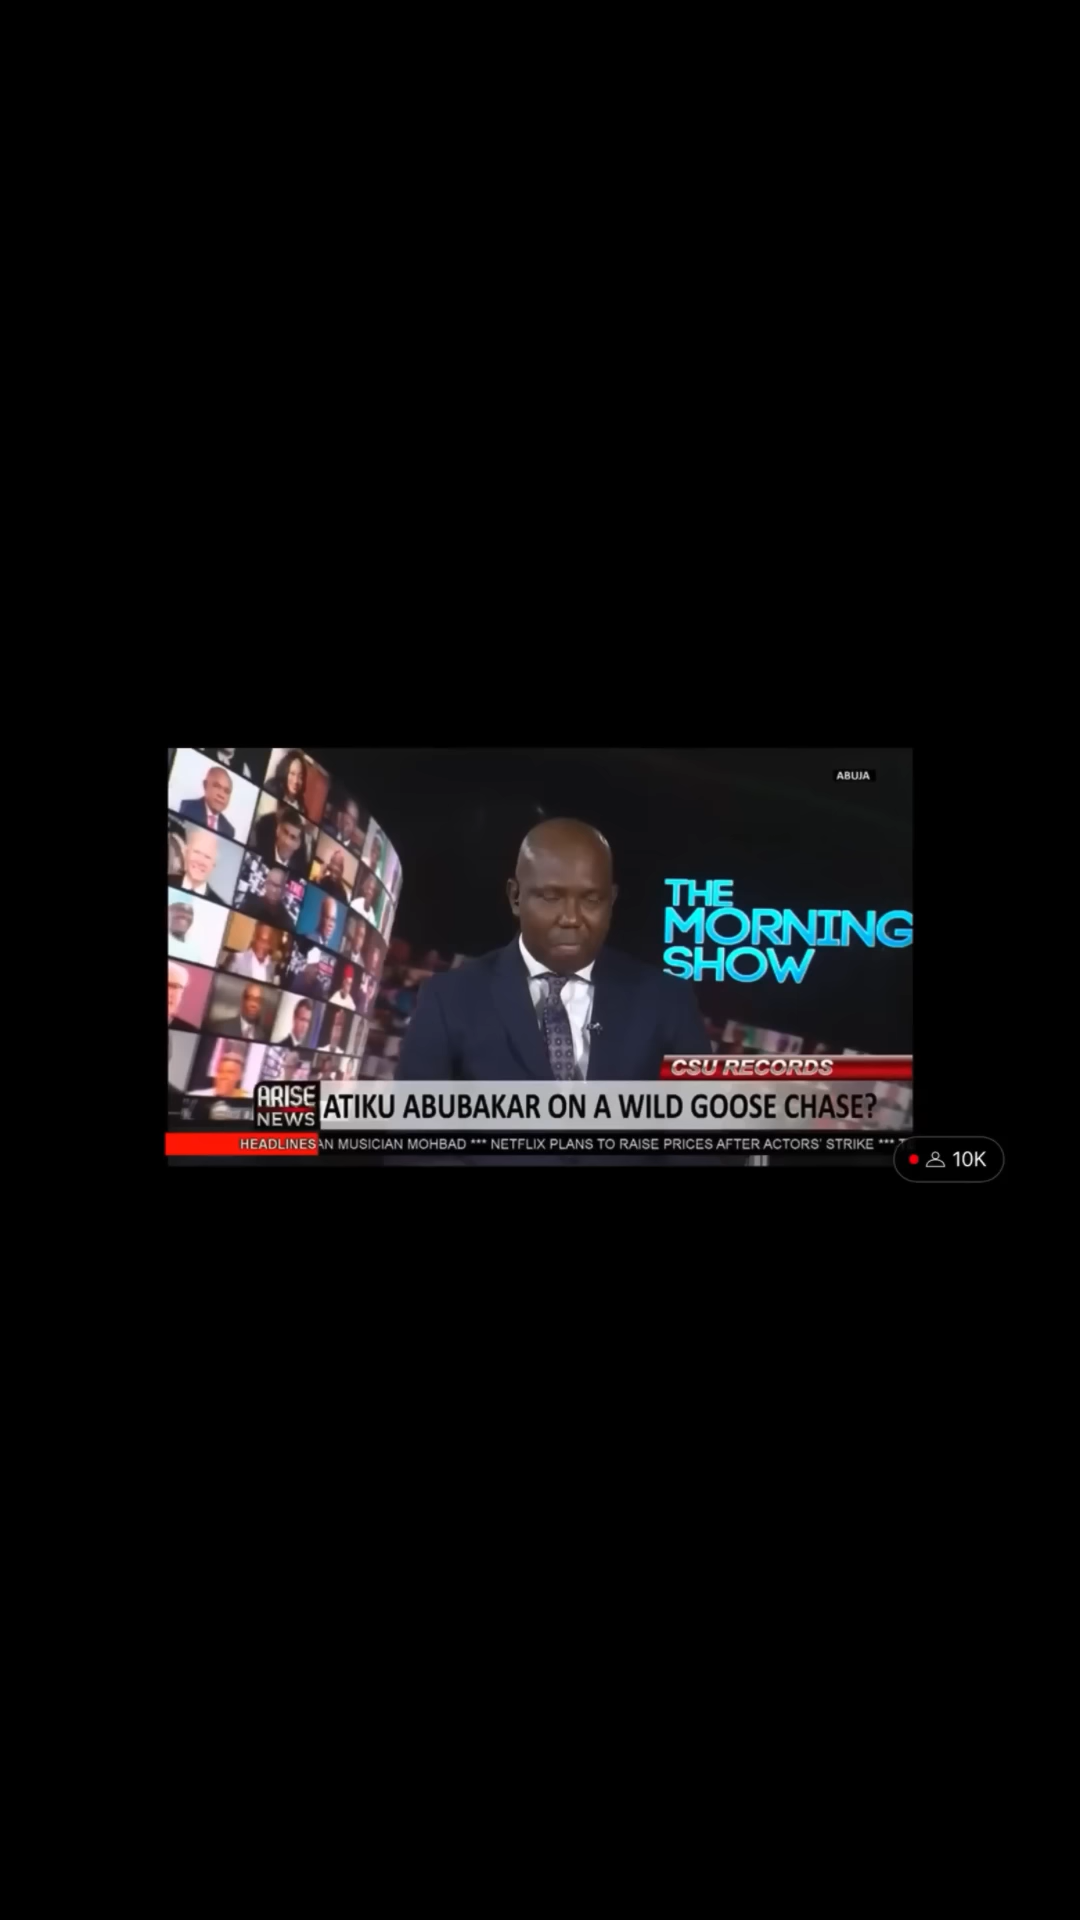 ABUJA
THE
MORNING
SHOW
CSU RECORDS
ARISE
NEWS
ATIKU ABUBAKAR ON A WILD GOOSE CHASE?
HEADLINES
AN MUSICIAN MOHBAD *** NETFLIX PLANS TO RAISE PRICES AFTER ACTORS' STRIKE *** T
10K